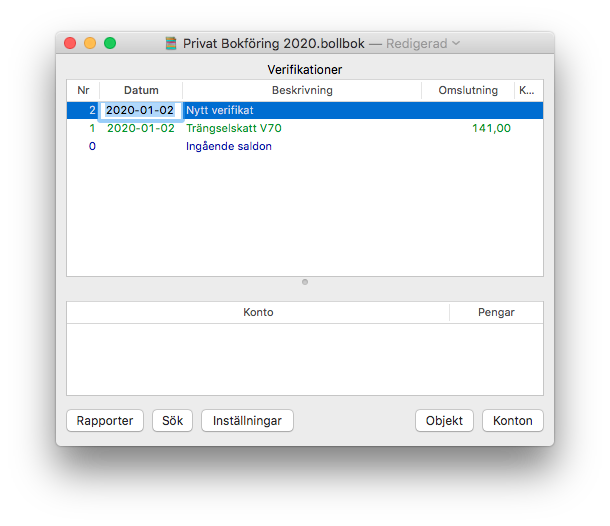 Privat Bokföring 2020.bollbok — Redigerad
Verifikationer
Nr Datum Beskrivning Omslutning K...
2 2020-01-02 Nytt verifikat
1 2020-01-02 Trängselskatt V70 141,00
0 Ingående saldon
Konto Pengar
Rapporter Sök Inställningar Objekt Konton